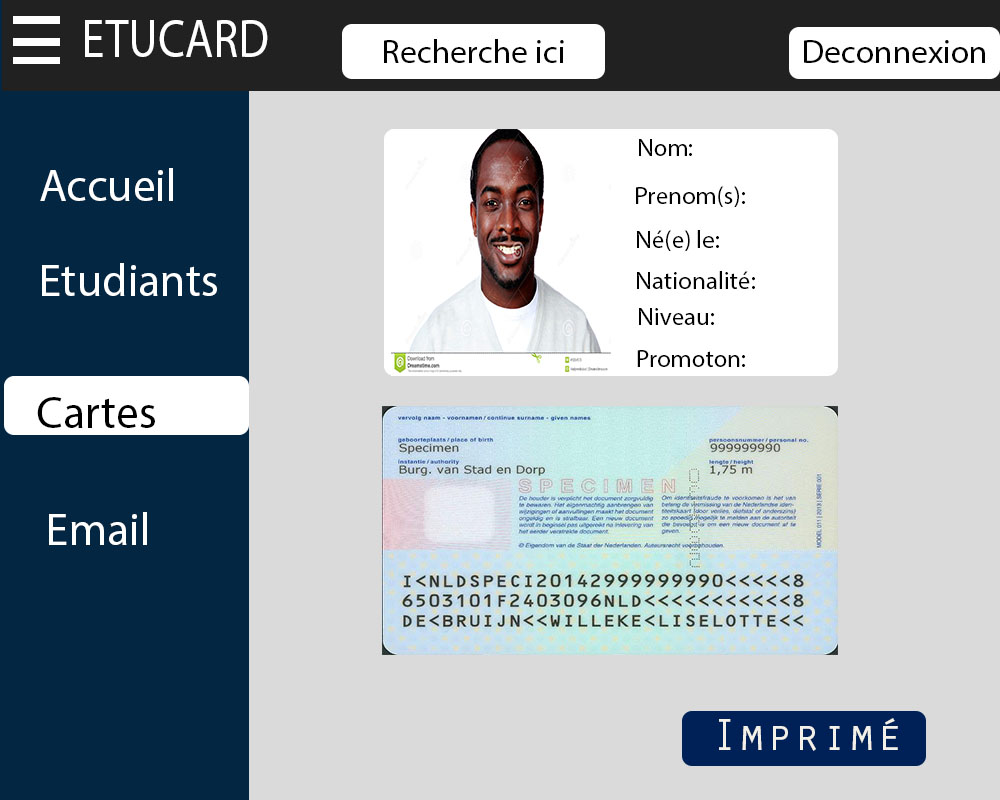 ETUCARD
Recherche ici
Deconnexion
Accueil
Etudiants
Cartes
Email
Nom:
Prenom(s):
Né(e) le:
Nationalité:
Niveau:
Promoton:
Download from
Dreamstime.com
vervolg naam - voornamen / continue surname - given names
geboorteplaats / place of birth
Specimen
persoonsnummer / personal no.
999999990
instantie / authority
Burg. van Stad en Dorp
lengte / height
1,75 m
SPECIMEN
De houder is verplicht het document zorgvuldig
te bewaren. Het eigenmachtig aanbrengen van
wijzigingen of aanvullingen maakt het document
ongeldig en is strafbaar. Een nieuw document
wordt in beginsel pas uitgereikt na inlevering van
het eerder verstrekte document.
Om identiteitsfraude te voorkomen is het van
belang de vermissing van de Nederlandse iden-
titeitskaart (door verlies, diefstal of anderszins)
zo spoedig mogelijk te melden aan de autoriteit
die bevoegd is om een nieuw document af te
geven.
© Eigendom van de Staat der Nederlanden. Auteursrecht voorbehouden.
I<NLDSPECI20142999999990<<<<<8
6503101F2403096NLD<<<<<<<<<<<8
DE<BRUIJN<<WILLEKE<LISELOTTE<<
IMPRIMÉ